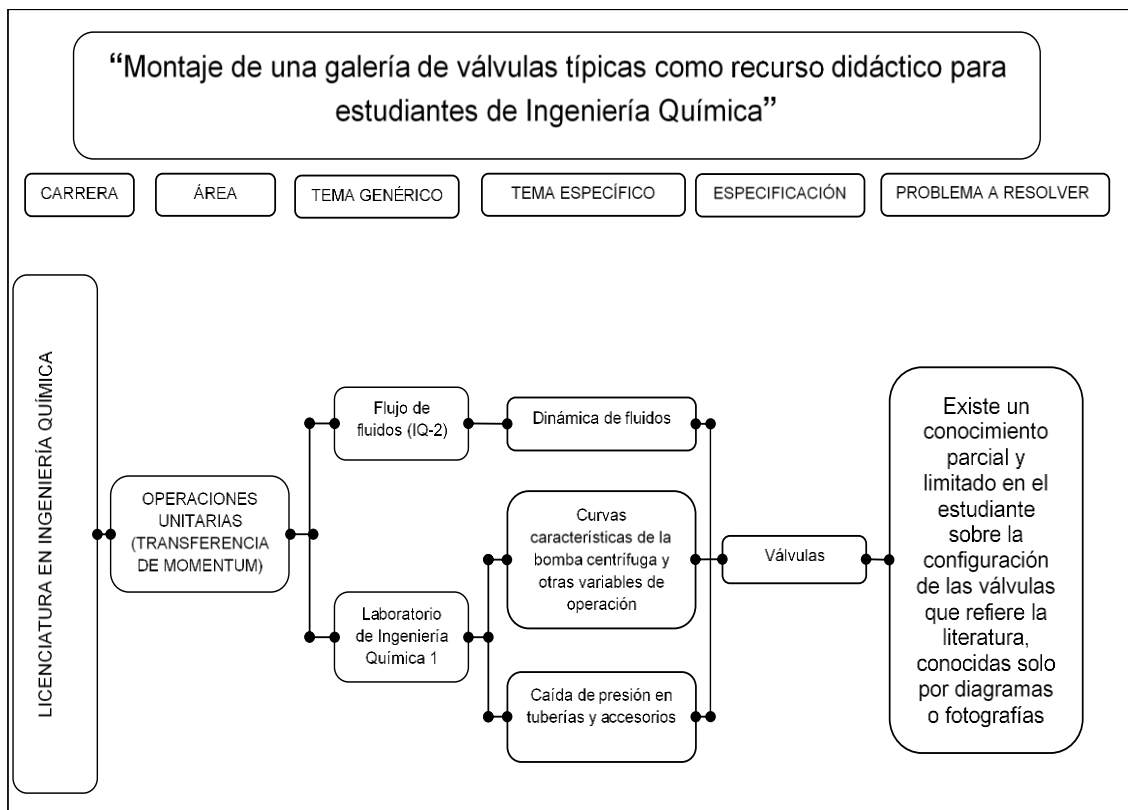 “Montaje de una galería de válvulas típicas como recurso didáctico para
estudiantes de Ingeniería Química”
CARRERA
ÁREA
TEMA GENÉRICO
TEMA ESPECÍFICO
ESPECIFICACIÓN
PROBLEMA A RESOLVER
LICENCIATURA EN INGENIERÍA QUÍMICA
OPERACIONES
UNITARIAS
(TRANSFERENCIA
DE MOMENTUM)
Flujo de
fluidos (IQ-2)
Laboratorio
de Ingeniería
Química 1
Dinámica de fluidos
Curvas
características de la
bomba centrífuga y
otras variables de
operación
Caída de presión en
tuberías y accesorios
Válvulas
Existe un
conocimiento
parcial y
limitado en el
estudiante
sobre la
configuración
de las válvulas
que refiere la
literatura,
conocidas solo
por diagramas
o fotografías